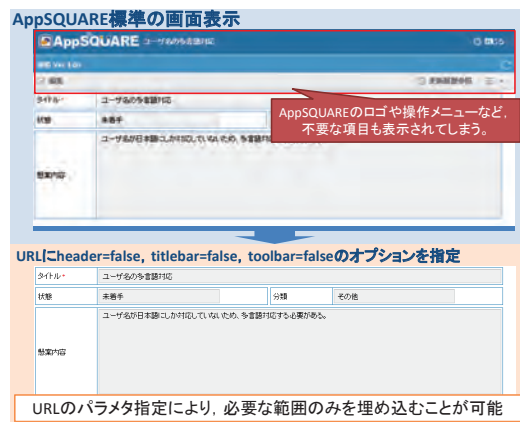 AppSQUARE標準の画面表示
AppSQUARE ユーザ名の多言語対応
編集
更新履歴参照
タイトル* ユーザ名の多言語対応
状態 未着手
AppSQUAREのロゴや操作メニューなど,
不要な項目も表示されてしまう。
ユーザ名が日本語にしか対応していないため、多言語対
懸案内容
URLにheader=false, titlebar=false, toolbar=falseのオプションを指定
タイトル* ユーザ名の多言語対応
状態 未着手 分類 その他
ユーザ名が日本語にしか対応していないため、多言語対応する必要がある。
懸案内容
URLのパラメタ指定により, 必要な範囲のみを埋め込むことが可能